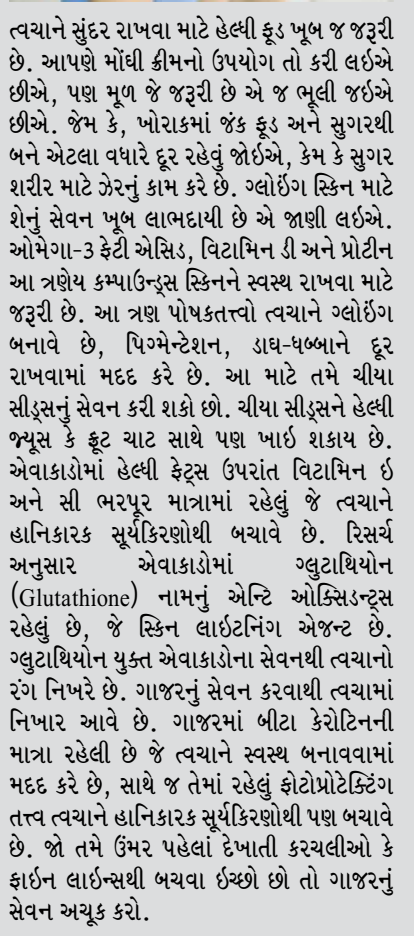 ત્વચાને સુંદર રાખવા માટે હેલ્ધી ફૂડ ખૂબ જ જરૂરી
છે. આપણે મોંઘી ક્રીમનો ઉપયોગ તો કરી લઇએ
છીએ, પણ મૂળ જે જરૂરી છે એ જ ભૂલી જઇએ
છીએ. જેમ કે, ખોરાકમાં જંક ફૂડ અને સુગરથી
બને એટલા વધારે દૂર રહેવું જોઇએ, કેમ કે સુગર
શરીર માટે ઝેરનું કામ કરે છે. ગ્લોઇંગ સ્કિન માટે
શેનું સેવન ખૂબ લાભદાયી છે એ જાણી લઇએ.
ઓમેગા-૩ ફેટી એસિડ, વિટામિન ડી અને પ્રોટીન
આ ત્રણેય કમ્પાઉન્ડ્સ સ્કિનને સ્વસ્થ રાખવા માટે
જરૂરી છે. આ ત્રણ પોષકતત્ત્વો ત્વચાને ગ્લોઇંગ
બનાવે છે, પિગ્મેન્ટેશન, ડાઘ-ધબ્બાને દૂર
રાખવામાં મદદ કરે છે. આ માટે તમે ચીયા
સીડ્સનું સેવન કરી શકો છો. ચીયા સીડ્સને હેલ્ધી
જ્યૂસ કે ફ્રૂટ ચાટ સાથે પણ ખાઇ શકાય છે.
એવાકાડોમાં હેલ્ધી ફેટ્સ ઉપરાંત વિટામિન ઇ
અને સી ભરપૂર માત્રામાં રહેલું જે ત્વચાને
હાનિકારક સૂર્યકિરણોથી બચાવે છે. રિસર્ચ
અનુસાર એવાકાડોમાં ગ્લુટાથિયોન
(Glutathione) નામનું એન્ટિ ઓક્સિડન્ટ્સ
રહેલું છે, જે સ્કિન લાઇટનિંગ એજન્ટ છે.
ગ્લુટાથિયોન યુક્ત એવાકાડોના સેવનથી ત્વચાનો
રંગ નિખરે છે. ગાજરનું સેવન કરવાથી ત્વચામાં
નિખાર આવે છે. ગાજરમાં બીટા કેરોટિનની
માત્રા રહેલી છે જે ત્વચાને સ્વસ્થ બનાવવામાં
મદદ કરે છે, સાથે જ તેમાં રહેલું ફોટોપ્રોટેક્ટિંગ
તત્ત્વ ત્વચાને હાનિકારક સૂર્યકિરણોથી પણ બચાવે
છે. જો તમે ઉંમર પહેલાં દેખાતી કરચલીઓ કે
ફાઇન લાઇન્સથી બચવા ઇચ્છો છો તો ગાજરનું
સેવન અચૂક કરો.